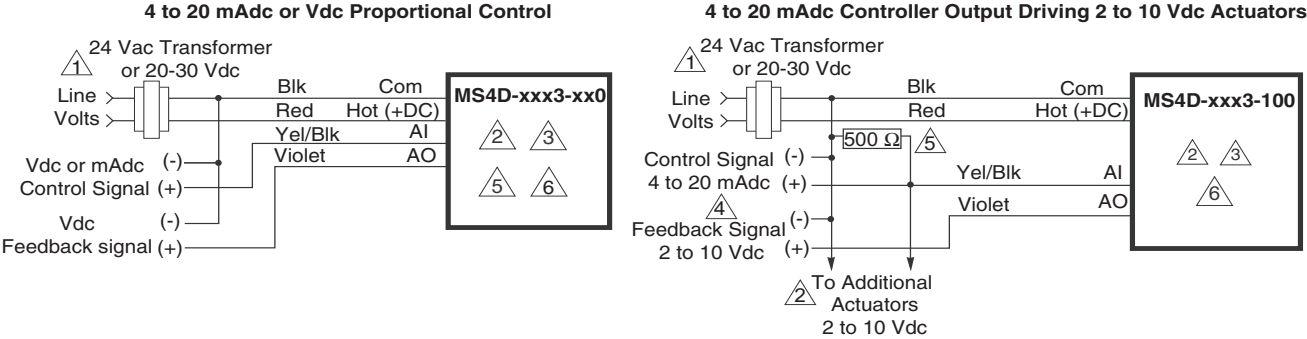 4 to 20 mAdc or Vdc Proportional Control
24 Vac Transformer
or 20-30 Vdc
1
Line
Volts
Blk
Com
Red
Hot (+DC)
Yel/Blk
AI
Violet
AO
MS4D-xxx3-xx0
2
3
5
6
Vdc or mAdc (-)
Control Signal (+)
Vdc (-)
Feedback signal (+)
4 to 20 mAdc Controller Output Driving 2 to 10 Vdc Actuators
24 Vac Transformer
or 20-30 Vdc
1
Line
Volts
Blk
Com
Red
Hot (+DC)
500 Ω
5
Control Signal (-)
4 to 20 mAdc (+)
Yel/Blk
AI
Violet
AO
4
Feedback Signal (-)
2 to 10 Vdc (+)
MS4D-xxx3-100
2
3
6
2
To Additional
Actuators
2 to 10 Vdc